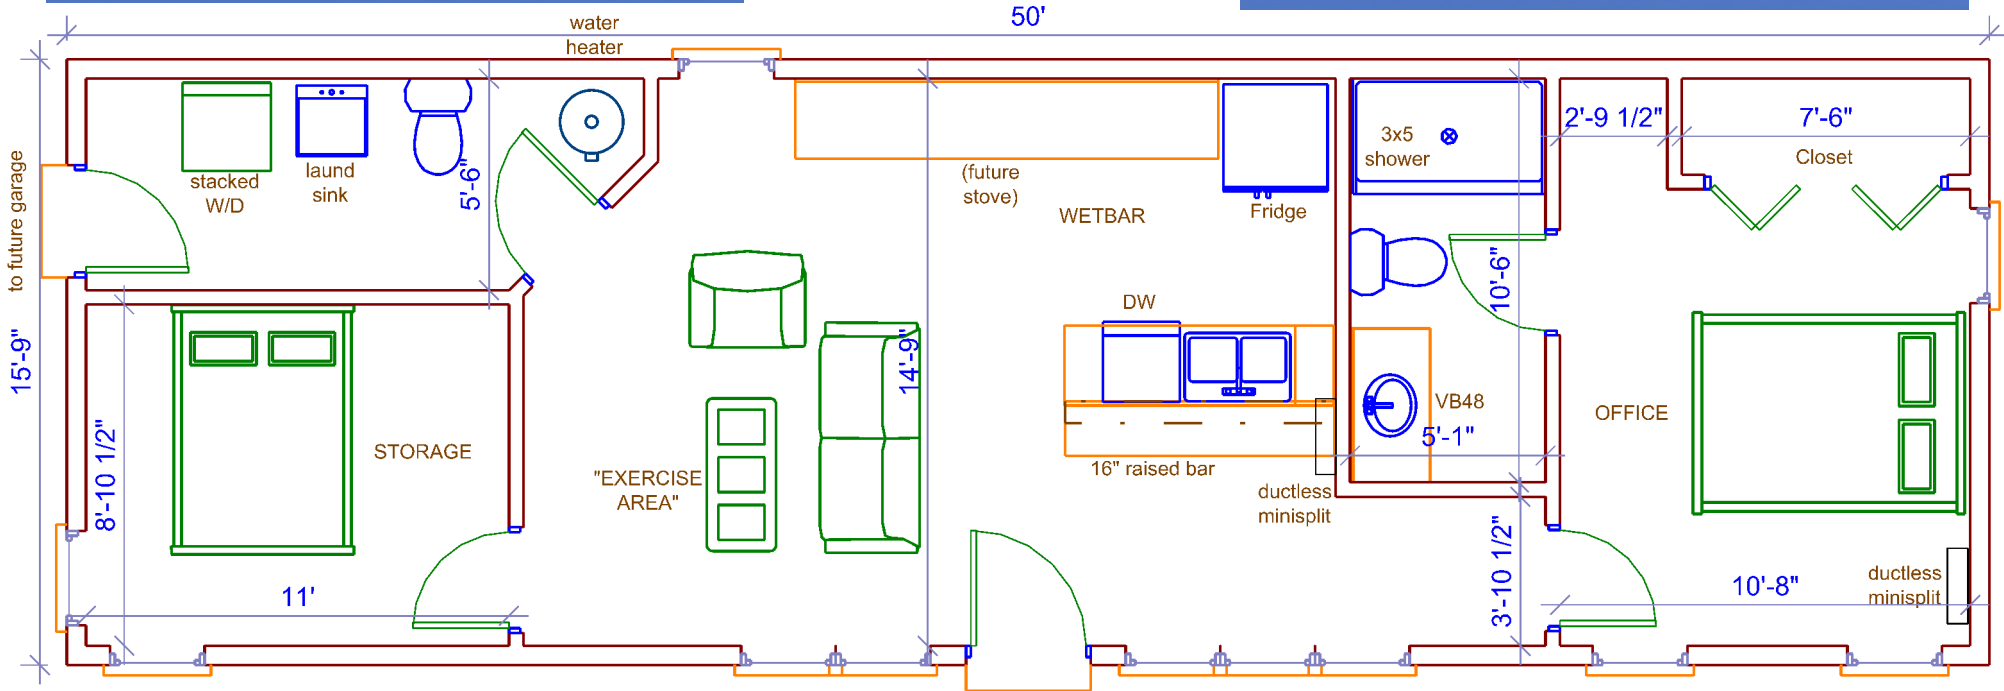 50'
water
heater
to future garage
15'-9"
stacked
W/D
laund
sink
5'-6"
(future
stove)
WETBAR
Fridge
3x5
shower
2'-9 1/2"
7'-6"
Closet
10'-6"
DW
14'-9"
8'-10 1/2"
STORAGE
"EXERCISE
AREA"
16" raised bar
VB48
5'-1"
OFFICE
ductless
minisplit
3'-10 1/2"
11'
10'-8"
ductless
minisplit